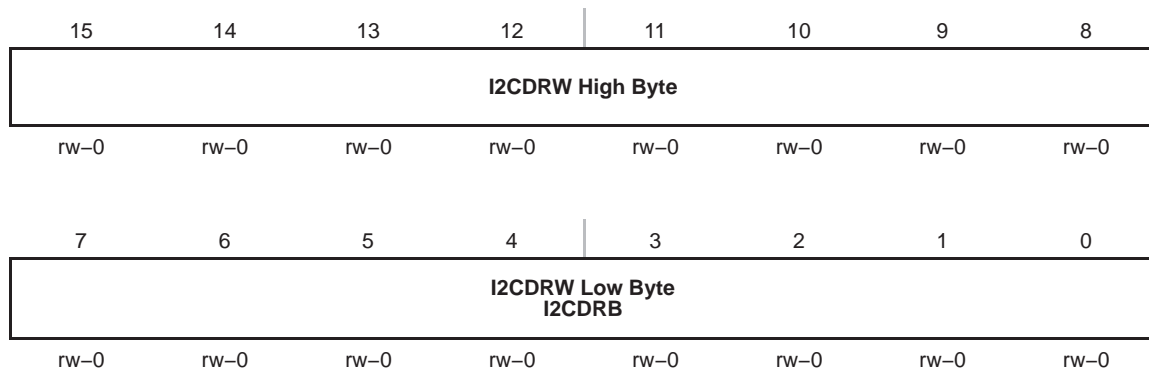 15 14 13 12 11 10 9 8
I2CDRW High Byte
rw–0 rw–0 rw–0 rw–0 rw–0 rw–0 rw–0 rw–0
7 6 5 4 3 2 1 0
I2CDRW Low Byte
I2CDRB
rw–0 rw–0 rw–0 rw–0 rw–0 rw–0 rw–0 rw–0